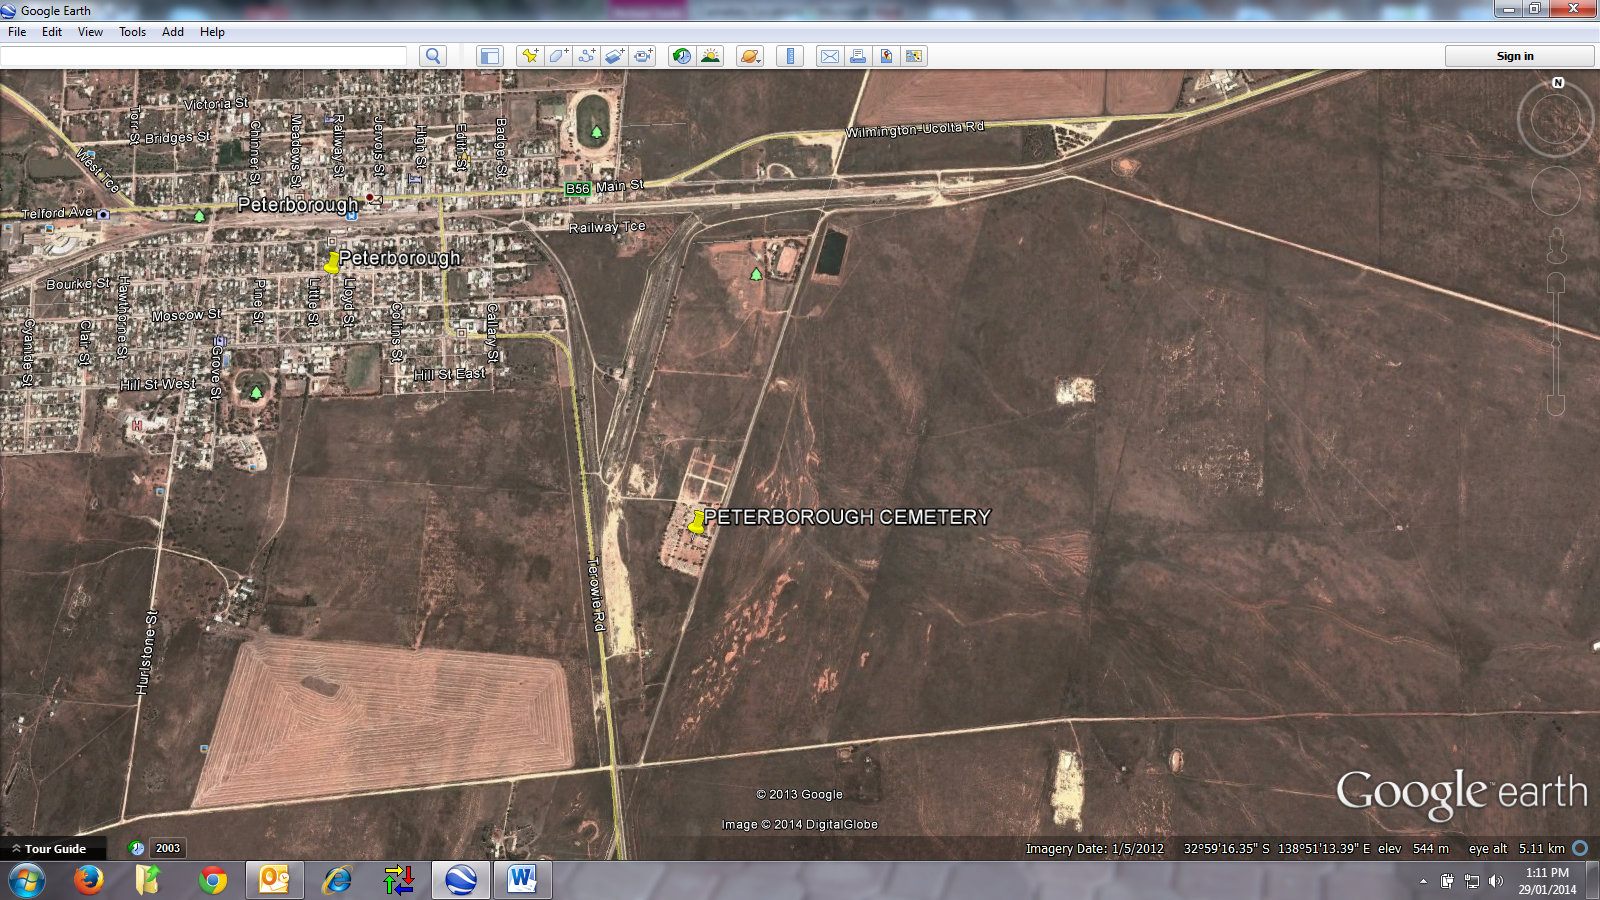 Google Earth
File Edit View Tools Add Help
Sign in
N
Victoria St
Torr St
Bridges St
Chinner St
Meadows St
Railway St
Jervois St
High St
Edith St
Badger St
West Tce
Wilmington-Ucolta Rd
B56 Main St
Telford Ave
Peterborough
Railway Tce
Peterborough
Bourke St
Hawthorne St
Pine St
Little St
Lloyd St
Moscow St
Collins St
Callary St
Cyanide St
Clair St
Grove St
Hill St West
Hill St East
H
PETERBOROUGH CEMETERY
Terowie Rd
Hurlstone St
© 2013 Google
Google earth
Image © 2014 DigitalGlobe
Tour Guide
2003
Imagery Date: 1/5/2012 32°59'16.35" S 138°51'13.39" E elev 544 m eye alt 5.11 km
1:11 PM
29/01/2014